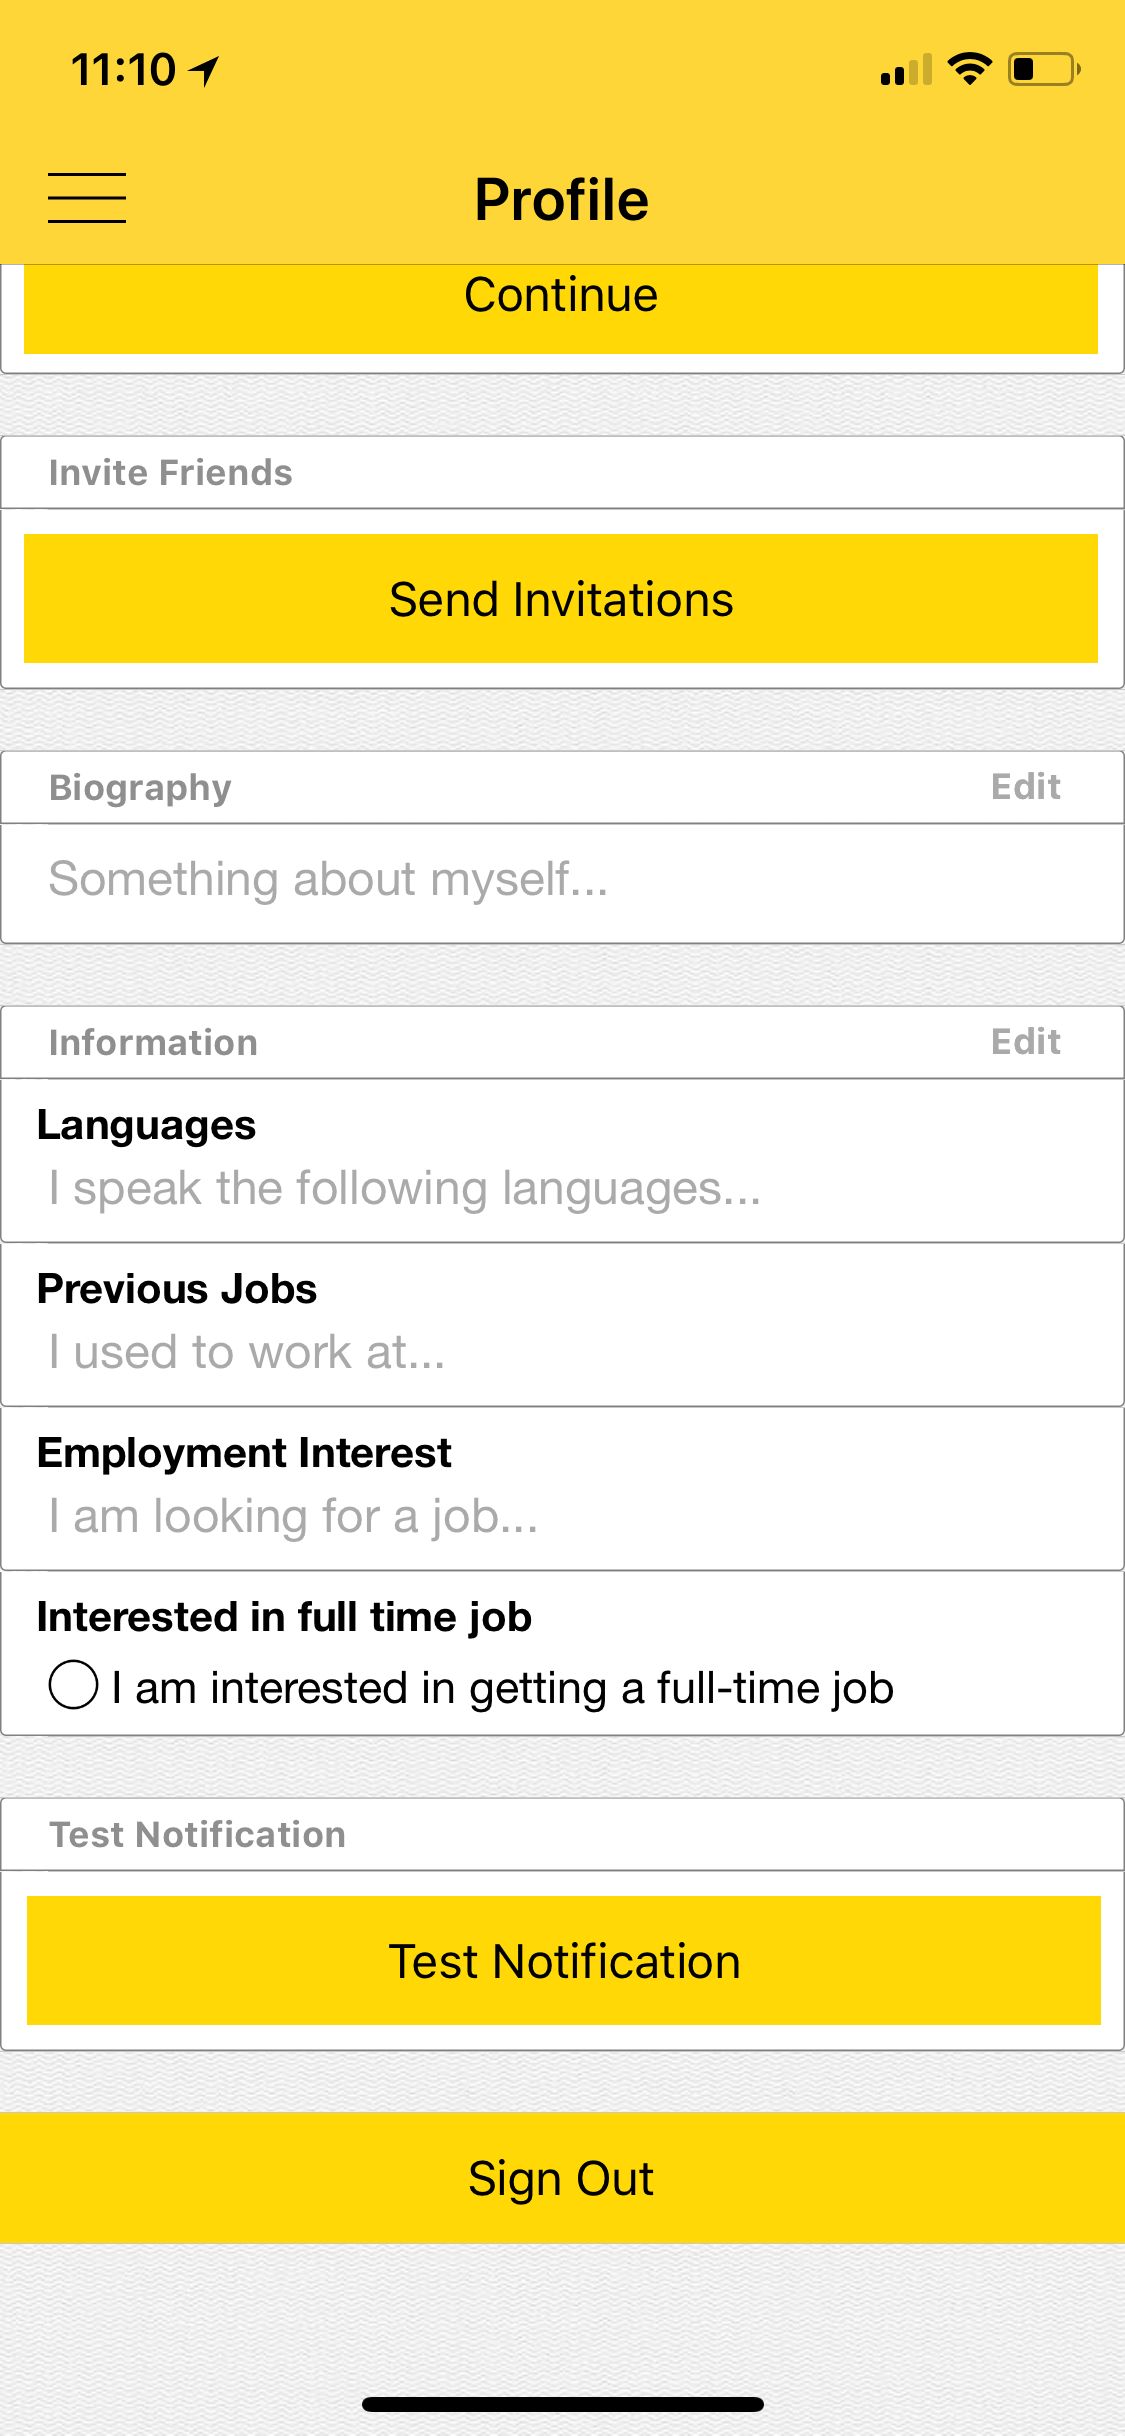 11:10
Profile
Continue
Invite Friends
Send Invitations
Biography Edit
Something about myself...
Information Edit
Languages
I speak the following languages...
Previous Jobs
I used to work at...
Employment Interest
I am looking for a job...
Interested in full time job
I am interested in getting a full-time job
Test Notification
Test Notification
Sign Out